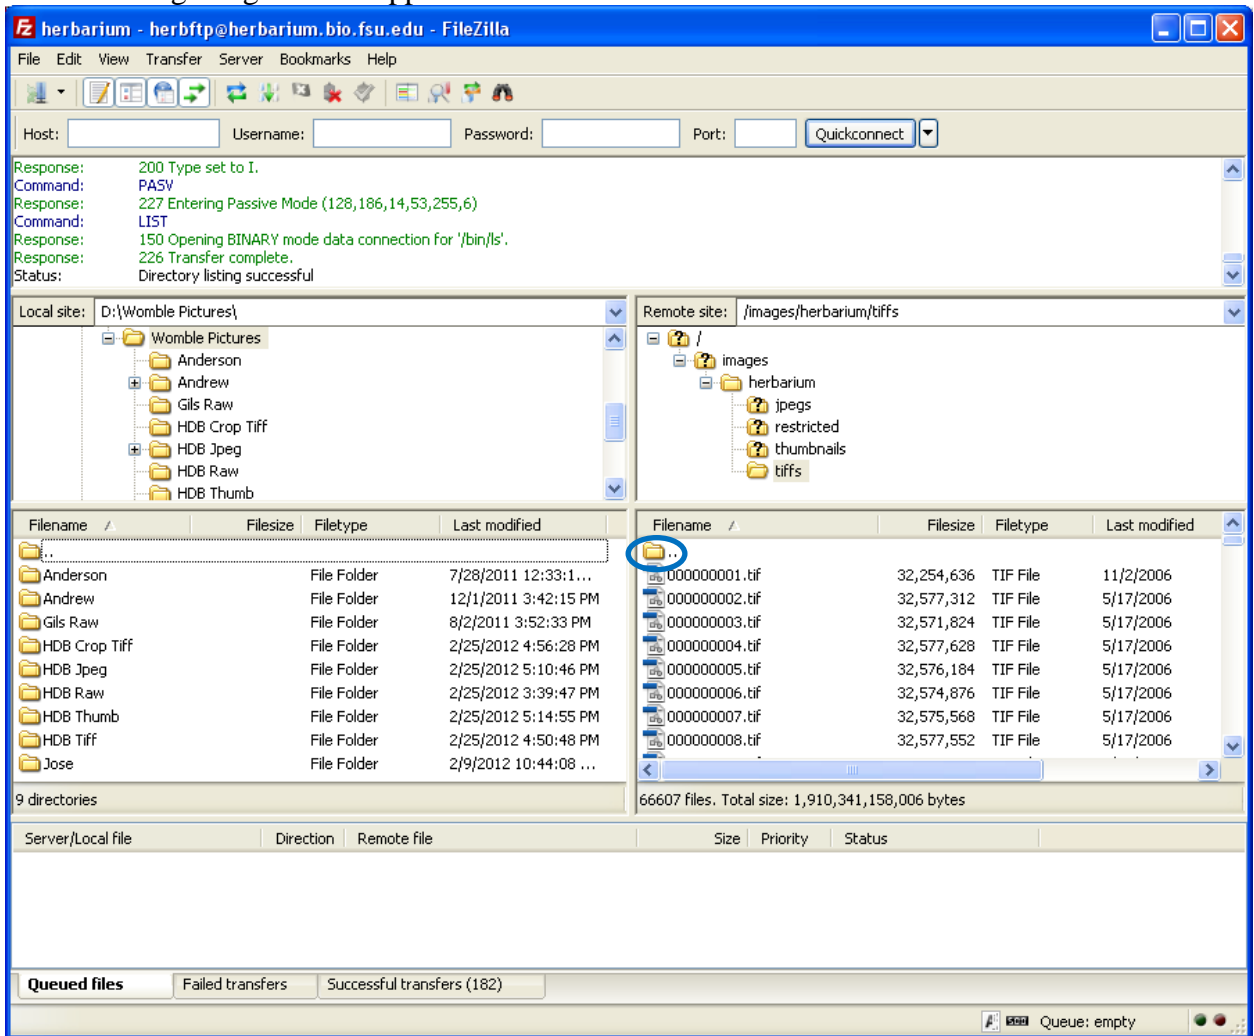 herbarium - herbftp@herbarium.bio.fsu.edu - FileZilla
File Edit View Transfer Server Bookmarks Help
Host: Username: Password: Port: Quickconnect
Response: 200 Type set to I.
Command: PASV
Response: 227 Entering Passive Mode (128,186,14,53,255,6)
Command: LIST
Response: 150 Opening BINARY mode data connection for '/bin/ls'.
Response: 226 Transfer complete.
Status: Directory listing successful
Local site: D:\Womble Pictures\
Womble Pictures
Anderson
Andrew
Gils Raw
HDB Crop Tiff
HDB Jpeg
HDB Raw
HDB Thumb
Remote site: /images/herbarium/tiffs
/
images
herbarium
jpegs
restricted
thumbnails
tiffs
Filename Filesize Filetype Last modified
..
Anderson File Folder 7/28/2011 12:33:1...
Andrew File Folder 12/1/2011 3:42:15 PM
Gils Raw File Folder 8/2/2011 3:52:33 PM
HDB Crop Tiff File Folder 2/25/2012 4:56:28 PM
HDB Jpeg File Folder 2/25/2012 5:10:46 PM
HDB Raw File Folder 2/25/2012 3:39:47 PM
HDB Thumb File Folder 2/25/2012 5:14:55 PM
HDB Tiff File Folder 2/25/2012 4:50:48 PM
Jose File Folder 2/9/2012 10:44:08 ...
9 directories
Filename Filesize Filetype Last modified
..
000000001.tif 32,254,636 TIF File 11/2/2006
000000002.tif 32,577,312 TIF File 5/17/2006
000000003.tif 32,571,824 TIF File 5/17/2006
000000004.tif 32,577,628 TIF File 5/17/2006
000000005.tif 32,576,184 TIF File 5/17/2006
000000006.tif 32,574,876 TIF File 5/17/2006
000000007.tif 32,575,568 TIF File 5/17/2006
000000008.tif 32,577,552 TIF File 5/17/2006
66607 files. Total size: 1,910,341,158,006 bytes
Server/Local file Direction Remote file Size Priority Status
Queued files Failed transfers Successful transfers (182)
Queue: empty